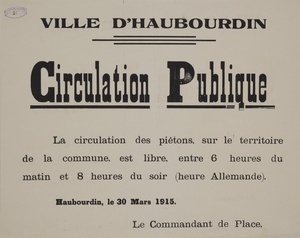 VILLE D'HAUBOURDIN
Circulation Publique
La circulation des piétons, sur le territoire
de la commune, est libre, entre 6 heures du
matin et 8 heures du soir (heure Allemande).
Haubourdin, le 30 Mars 1915.
Le Commandant de Place.